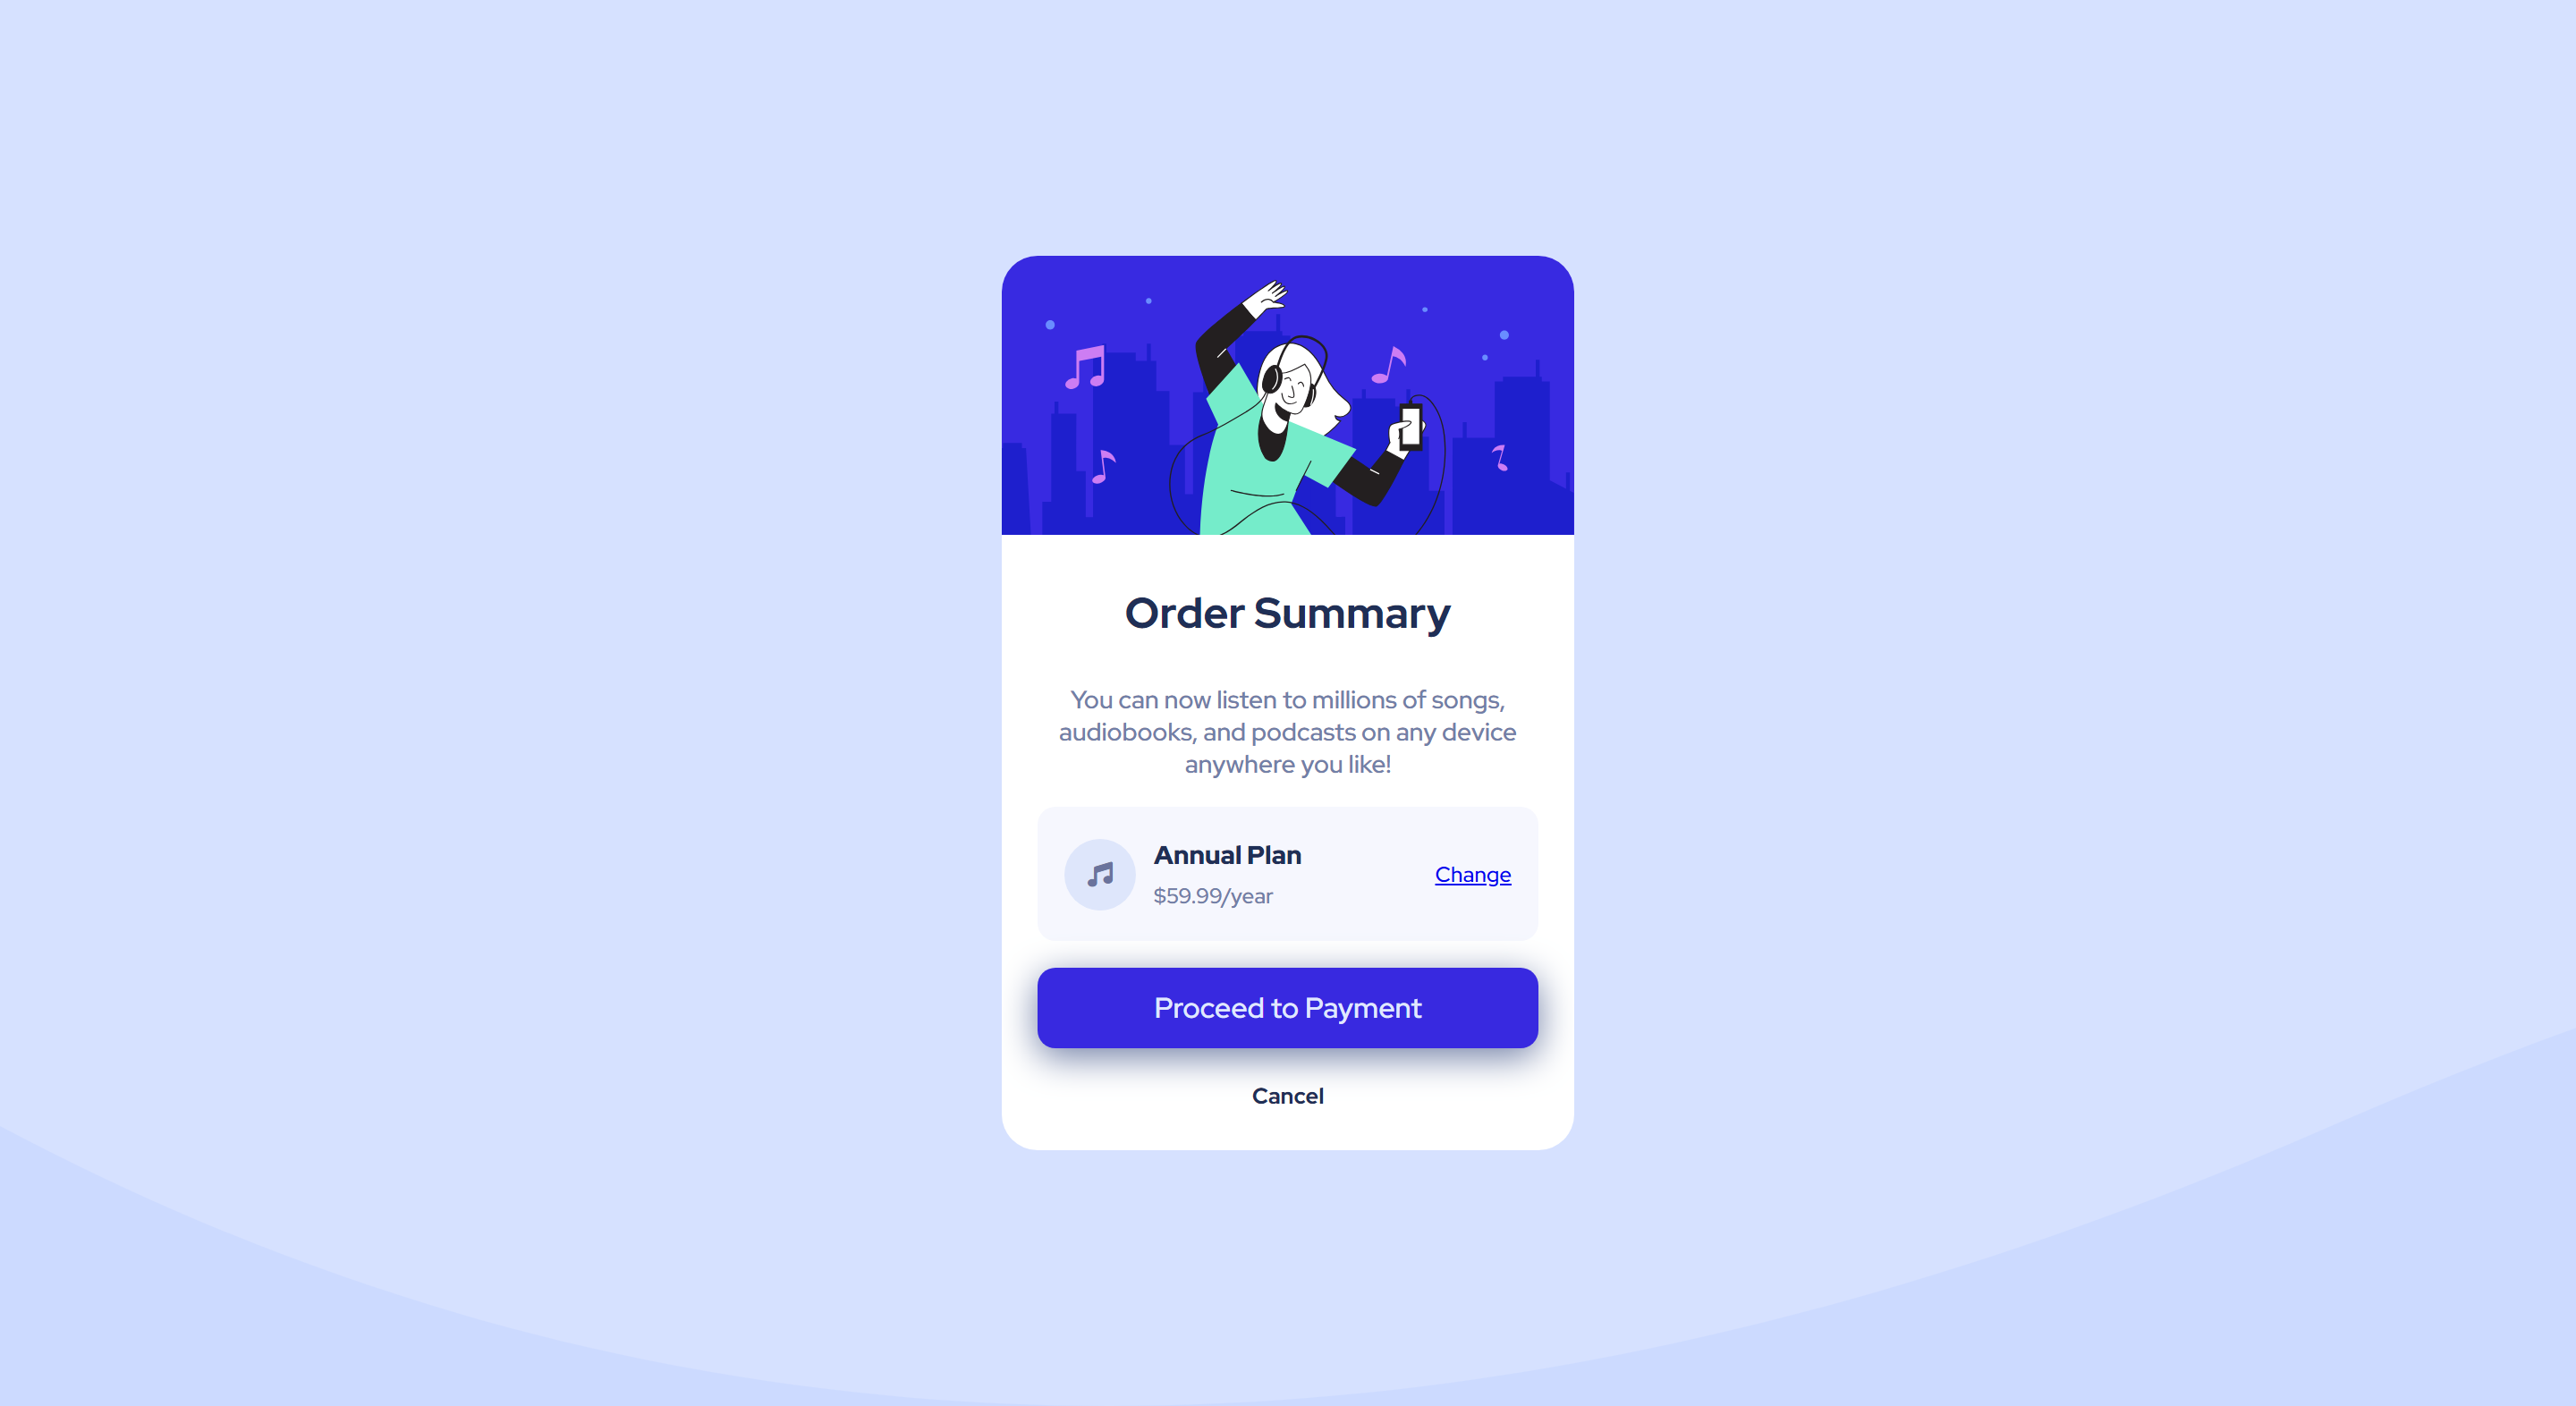 Order Summary
You can now listen to millions of songs,
audiobooks, and podcasts on any device
anywhere you like!
Annual Plan
$59.99/year
Change
Proceed to Payment
Cancel